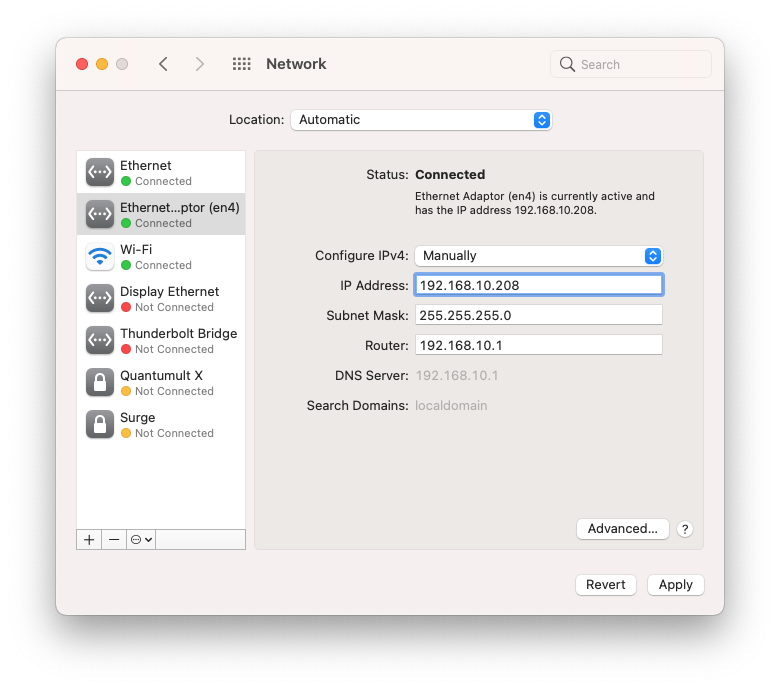 Network
Search
Location: Automatic
Ethernet
Connected
Ethernet...ptor (en4)
Connected
Wi-Fi
Connected
Display Ethernet
Not Connected
Thunderbolt Bridge
Not Connected
Quantumult X
Not Connected
Surge
Not Connected
Status: Connected
Ethernet Adaptor (en4) is currently active and
has the IP address 192.168.10.208.
Configure IPv4: Manually
IP Address: 192.168.10.208
Subnet Mask: 255.255.255.0
Router: 192.168.10.1
DNS Server: 192.168.10.1
Search Domains: localdomain
Advanced... ?
Revert Apply